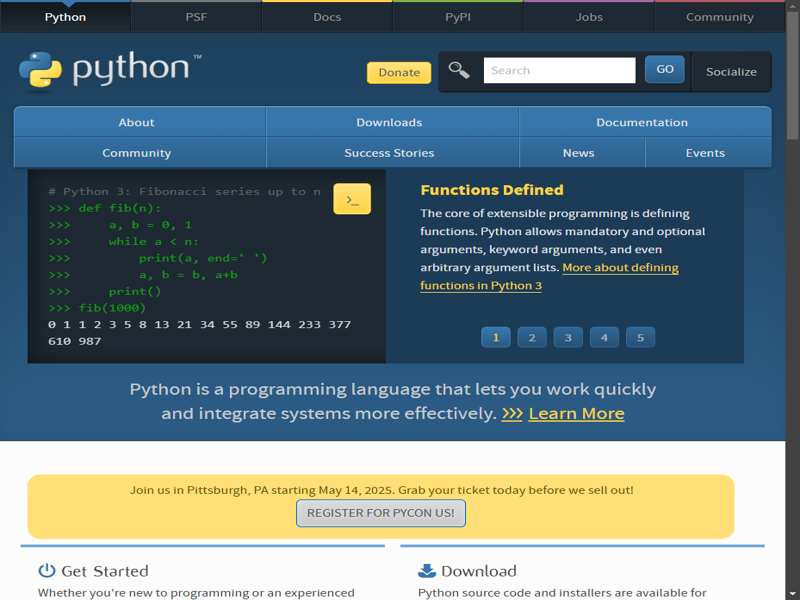 Python
PSF
Docs
PyPI
Jobs
Community
python™
Donate
Search
GO
Socialize
About
Downloads
Documentation
Community
Success Stories
News
Events
# Python 3: Fibonacci series up to n
>>> def fib(n):
>>>     a, b = 0, 1
>>>     while a < n:
>>>         print(a, end=' ')
>>>         a, b = b, a+b
>>>     print()
>>> fib(1000)
0 1 1 2 3 5 8 13 21 34 55 89 144 233 377
610 987
>_
Functions Defined
The core of extensible programming is defining
functions. Python allows mandatory and optional
arguments, keyword arguments, and even
arbitrary argument lists. More about defining
functions in Python 3
1
2
3
4
5
Python is a programming language that lets you work quickly
and integrate systems more effectively. >>> Learn More
Join us in Pittsburgh, PA starting May 14, 2025. Grab your ticket today before we sell out!
REGISTER FOR PYCON US!
Get Started
Whether you're new to programming or an experienced
Download
Python source code and installers are available for